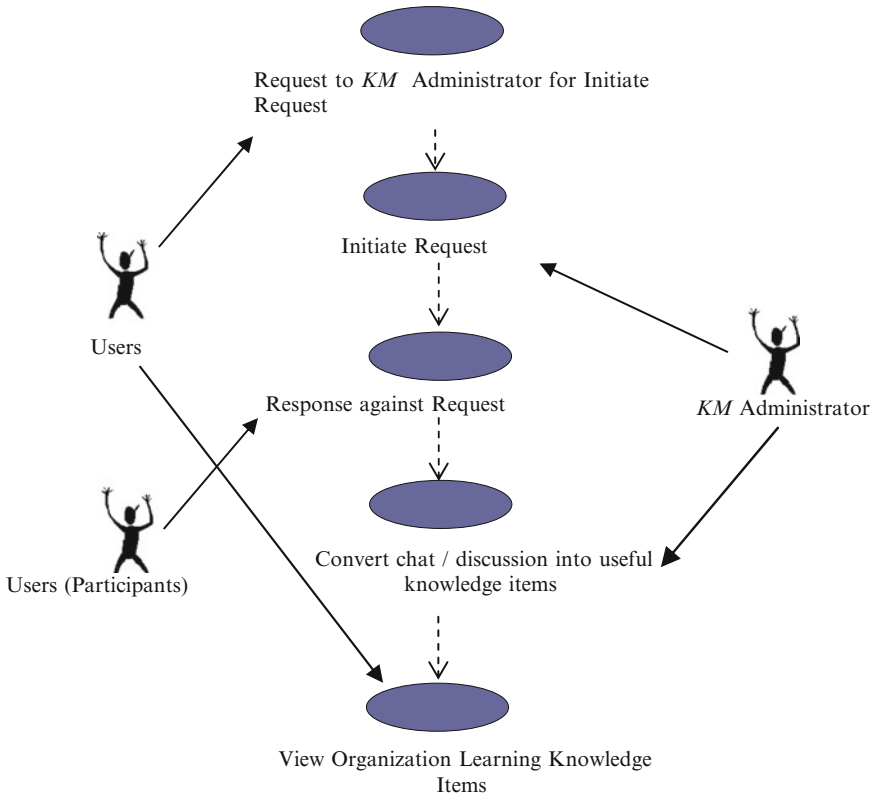 Request to KM Administrator for Initiate
Request
Initiate Request
Users
Response against Request
KM Administrator
Convert chat / discussion into useful
knowledge items
Users (Participants)
View Organization Learning Knowledge
Items